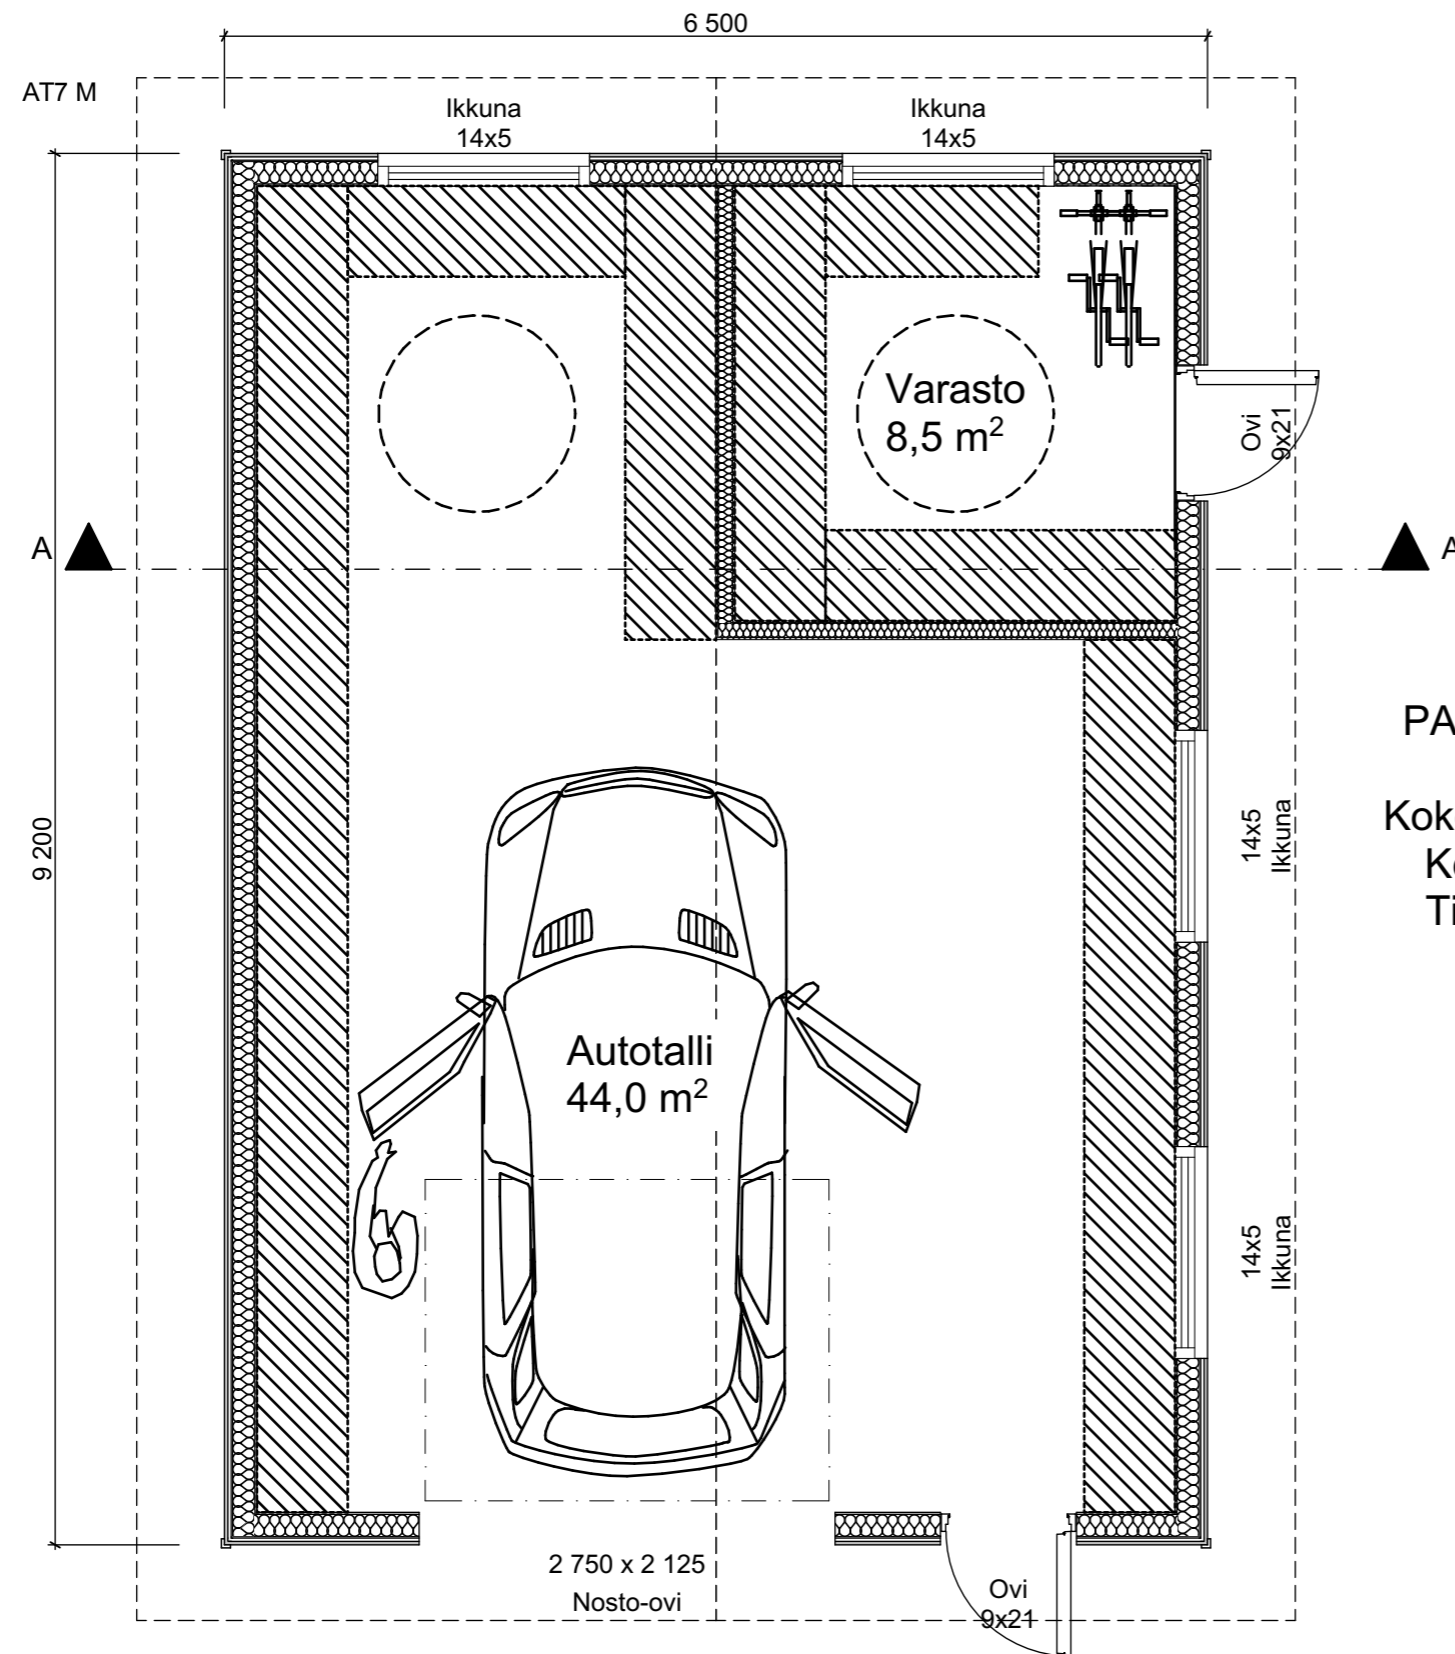 6 500
AT7 M
Ikkuna
14x5
Ikkuna
14x5
Varasto
8,5 m²
Ovi
9x21
A
A
PA
Kok
Ti
9 200
14x5
Ikkuna
Autotalli
44,0 m²
14x5
Ikkuna
2 750 x 2 125
Nosto-ovi
Ovi
9x21